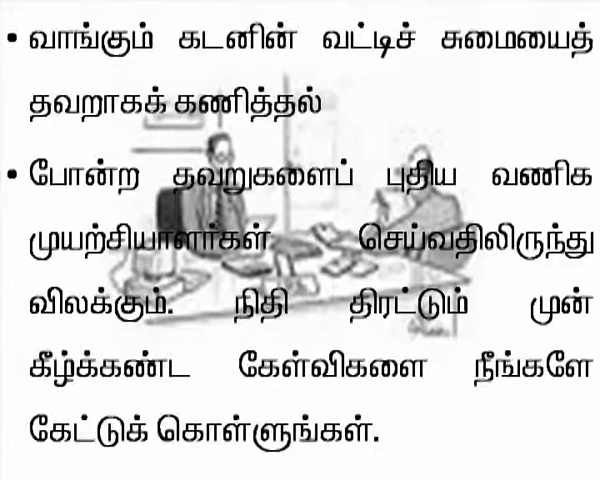 • வாங்கும் கடனின் வட்டிச் சுமையைத்
தவறாகக் கணித்தல்
• போன்ற தவறுகளைப் புதிய வணிக
முயற்சியாளர்கள் செய்வதிலிருந்து
விலக்கும். நிதி திரட்டும் முன்
கீழ்க்கண்ட கேள்விகளை நீங்களே
கேட்டுக் கொள்ளுங்கள்.